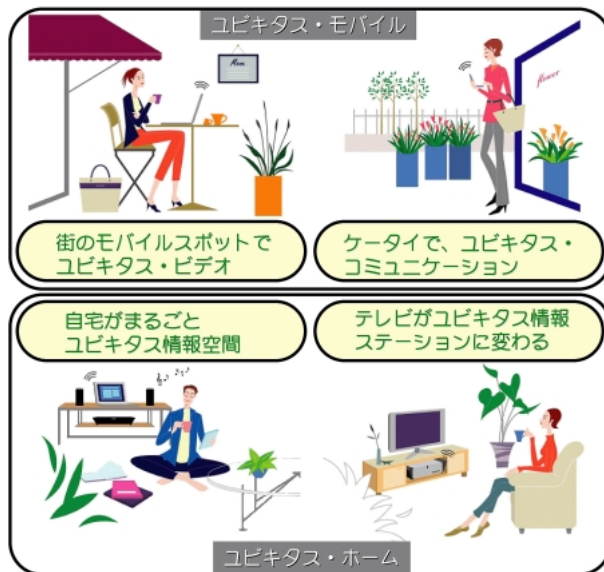 ユビキタス・モバイル
Menu
flower
街のモバイルスポットで
ユビキタス・ビデオ
ケータイで、ユビキタス・
コミュニケーション
自宅がまるごと
ユビキタス情報空間
テレビがユビキタス情報
ステーションに変わる
ユビキタス・ホーム